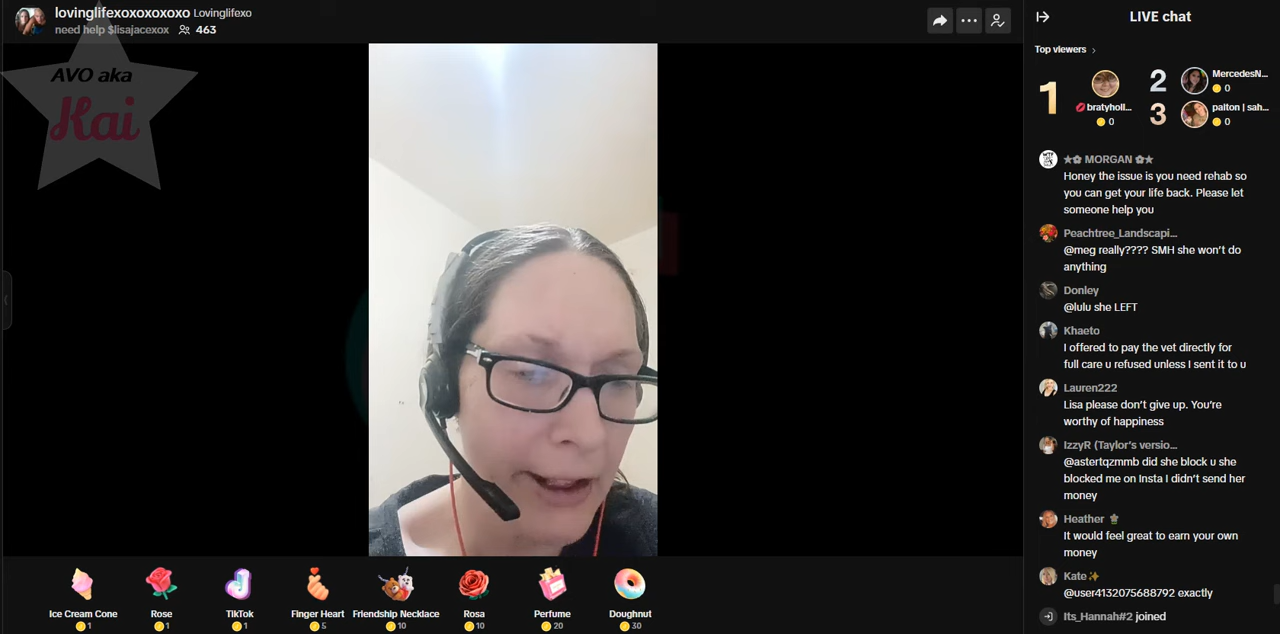 lovinglifexoxoxoxoxo Lovinglifexo
need help $lisajacexox 463
AVO aka
Kai
LIVE chat
Top viewers
1
bratyholl...
0
2
MercedesN...
0
3
paiton | sah...
0
★✿ MORGAN ✿★
Honey the issue is you need rehab so
you can get your life back. Please let
someone help you
Peachtree_Landscapi...
@meg really???? SMH she won't do
anything
Donley
@lulu she LEFT
Khaeto
I offered to pay the vet directly for
full care u refused unless I sent it to u
Lauren222
Lisa please don't give up. You're
worthy of happiness
IzzyR (Taylor's versio...
@astertqzmmb did she block u she
blocked me on Insta I didn't send her
money
Heather
It would feel great to earn your own
money
Kate✨
@user4132075688792 exactly
Its_Hannah#2 joined
Ice Cream Cone
1
Rose
1
TikTok
1
Finger Heart
5
Friendship Necklace
10
Rosa
10
Perfume
20
Doughnut
30